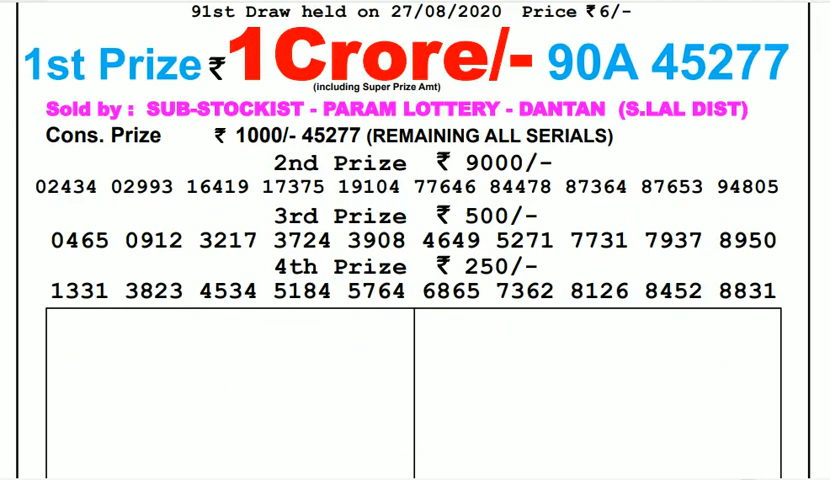 91st Draw held on 27/08/2020 Price ₹6/-
1st Prize ₹1Crore/- 90A 45277
(including Super Prize Amt)
Sold by : SUB-STOCKIST - PARAM LOTTERY - DANTAN (S.LAL DIST)
Cons. Prize ₹ 1000/- 45277 (REMAINING ALL SERIALS)
2nd Prize ₹ 9000/-
02434 02993 16419 17375 19104 77646 84478 87364 87653 94805
3rd Prize ₹ 500/-
0465 0912 3217 3724 3908 4649 5271 7731 7937 8950
4th Prize ₹ 250/-
1331 3823 4534 5184 5764 6865 7362 8126 8452 8831